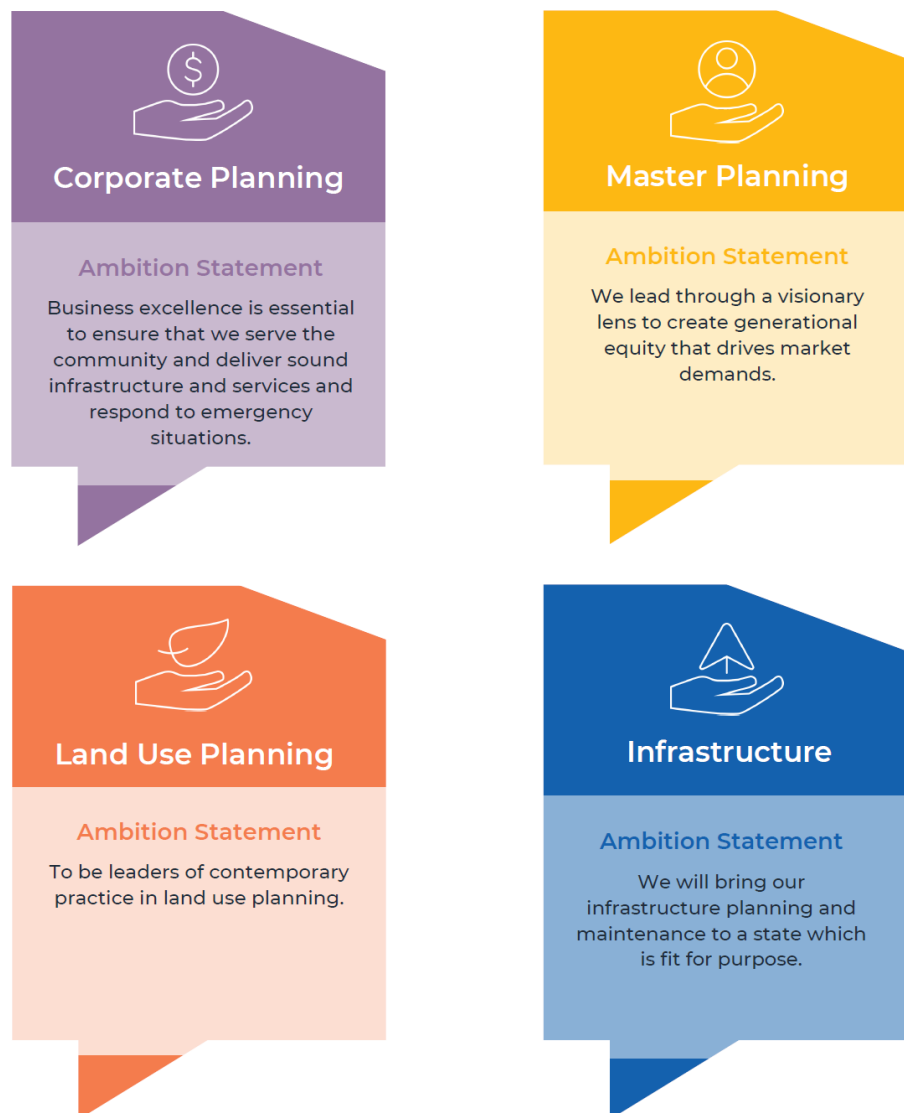 Corporate Planning
Ambition Statement
Business excellence is essential
to ensure that we serve the
community and deliver sound
infrastructure and services and
respond to emergency
situations.
Master Planning
Ambition Statement
We lead through a visionary
lens to create generational
equity that drives market
demands.
Land Use Planning
Ambition Statement
To be leaders of contemporary
practice in land use planning.
Infrastructure
Ambition Statement
We will bring our
infrastructure planning and
maintenance to a state which
is fit for purpose.